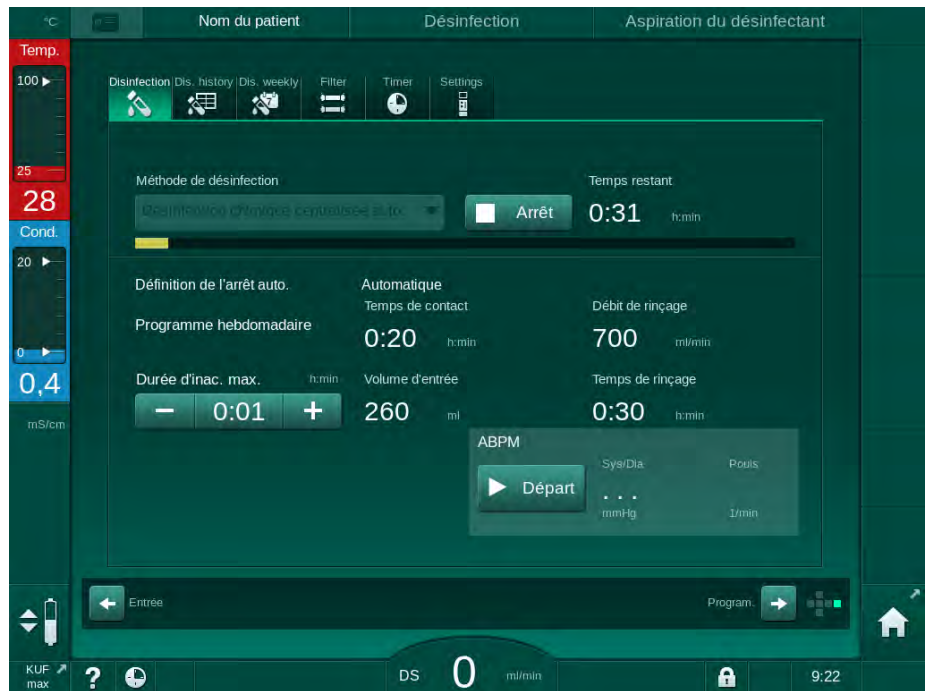 °C Nom du patient Désinfection Aspiration du désinfectant
Temp.
100
25
28
Cond.
20
0
0,4
mS/cm
Disinfection Dis. history Dis. weekly Filter Timer Settings
Méthode de désinfection Temps restant
Désinfection chimique centralisée auto.
Arrêt 0:31 h:min
Définition de l'arrêt auto. Automatique
Temps de contact Débit de rinçage
Programme hebdomadaire
0:20 h:min 700 ml/min
Durée d'inac. max. h:min Volume d'entrée Temps de rinçage
− 0:01 + 260 ml 0:30 h:min
ABPM
Sys/Dia Pouls
Départ
...
mmHg 1/min
Entrée Program.
KUF
max
? DS 0 ml/min 9:22